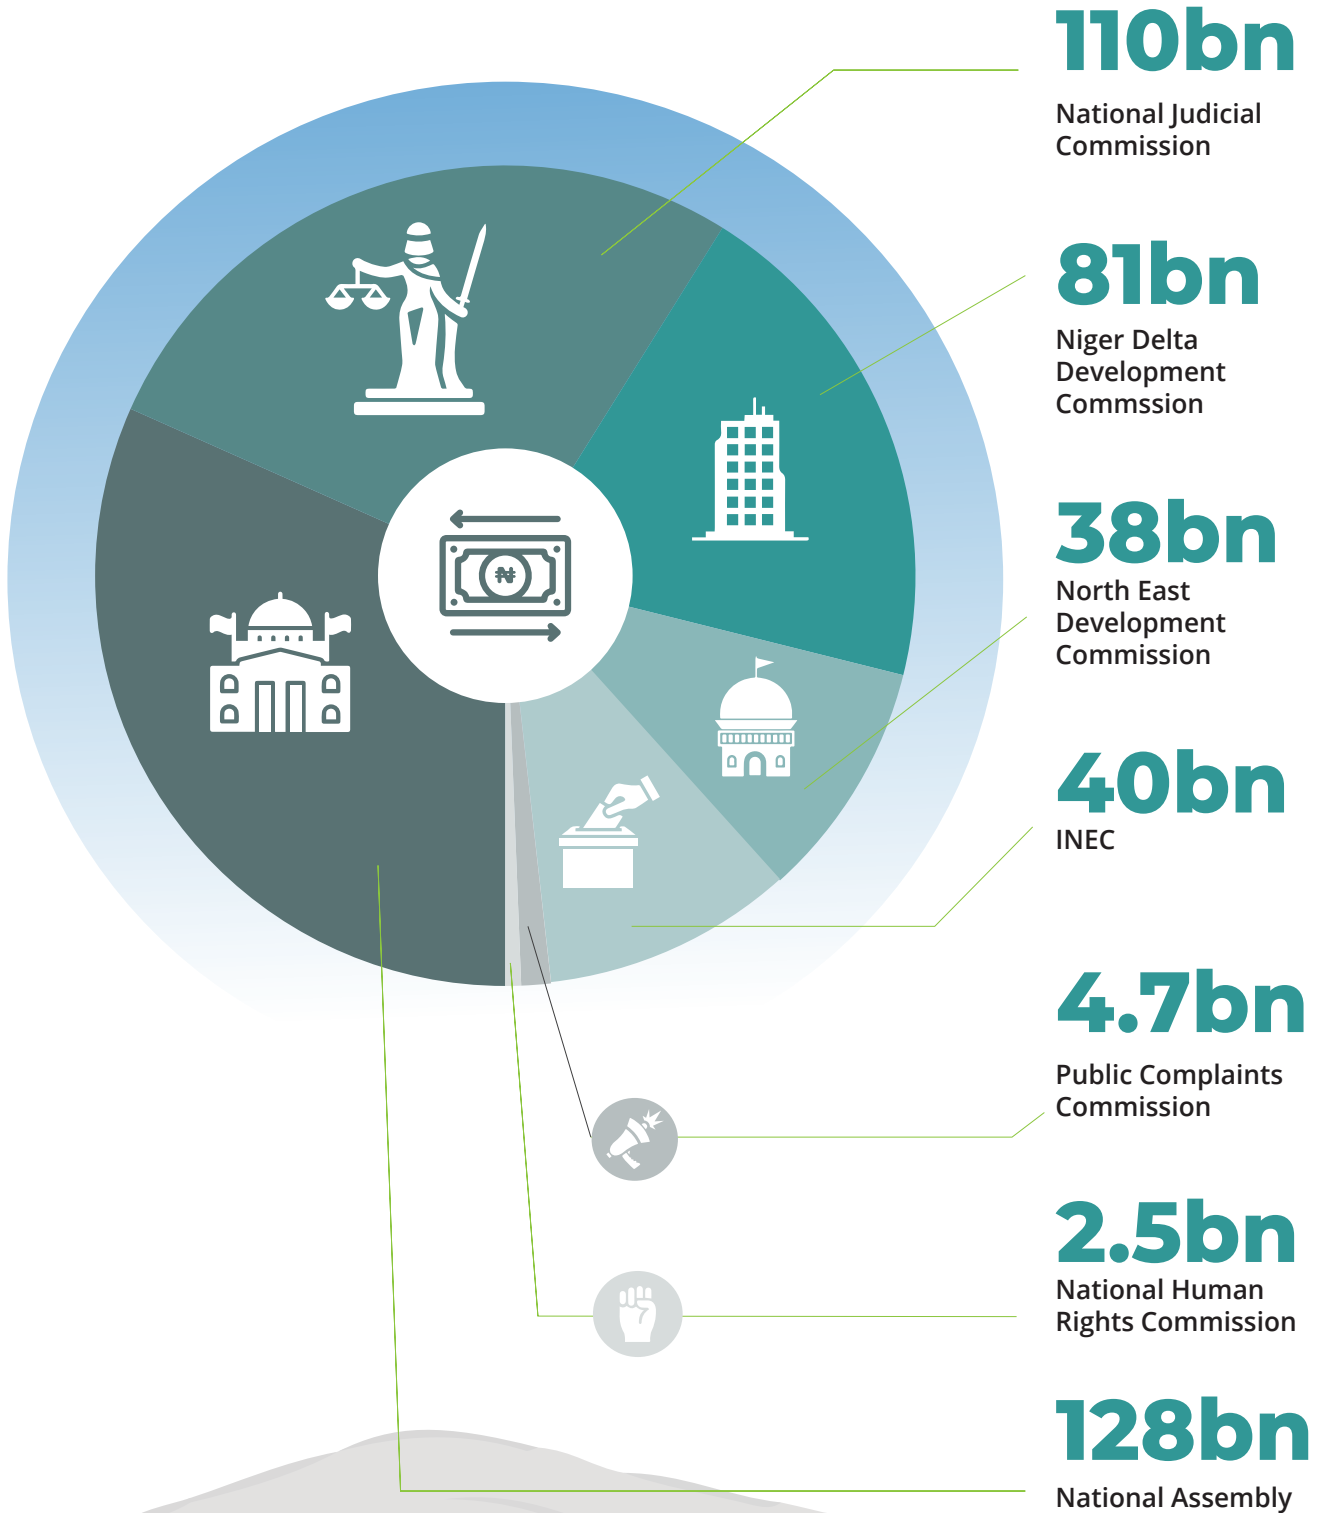 110bn
National Judicial
Commission
81bn
Niger Delta
Development
Commssion
38bn
North East
Development
Commission
₦
40bn
INEC
4.7bn
Public Complaints
Commission
2.5bn
National Human
Rights Commission
128bn
National Assembly